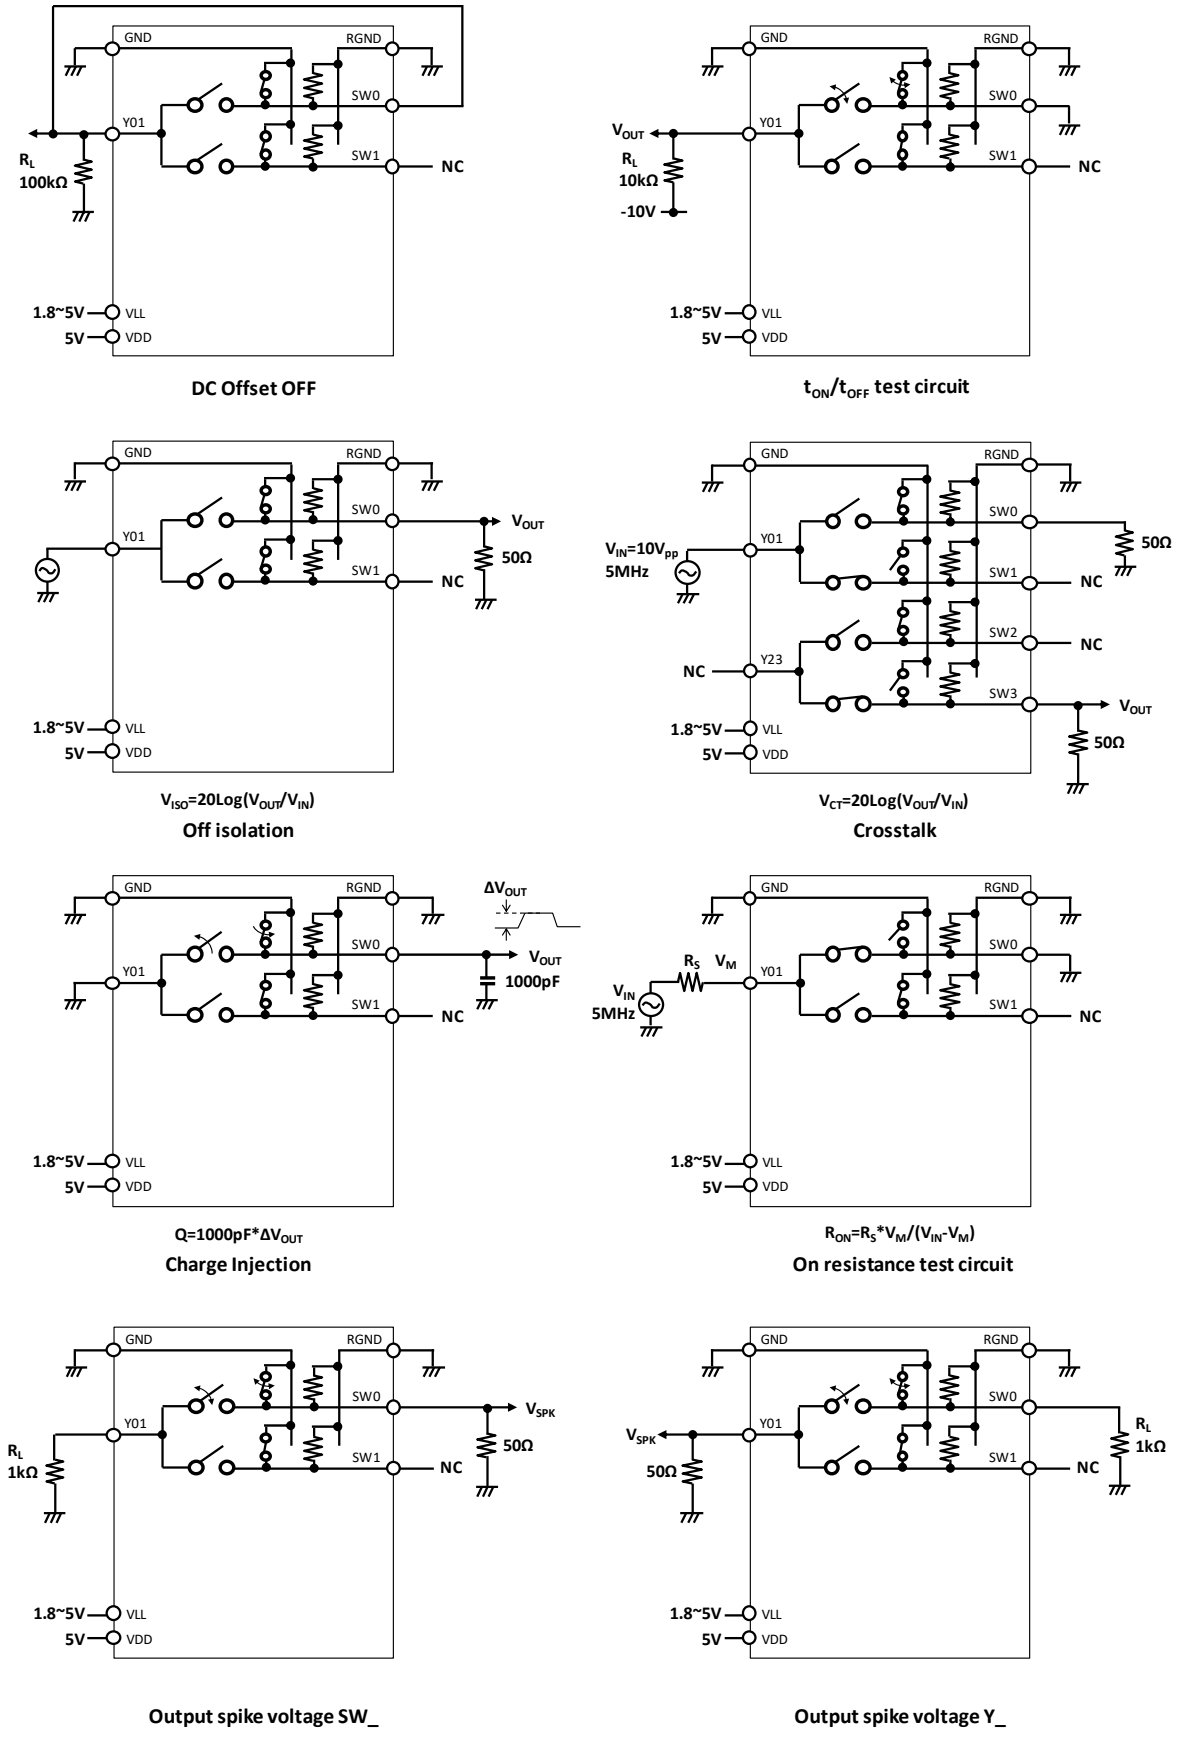 GND
RGND
SW0
Y01
SW1
NC
RL
100kΩ
1.8~5V
VLL
5V
VDD
DC Offset OFF
GND
RGND
SW0
VOUT
Y01
RL
10kΩ
-10V
SW1
NC
1.8~5V
VLL
5V
VDD
tON/tOFF test circuit
GND
RGND
SW0
VOUT
Y01
50Ω
SW1
NC
1.8~5V
VLL
5V
VDD
VISO=20Log(VOUT/VIN)
Off isolation
GND
RGND
SW0
VIN=10Vpp
5MHz
Y01
50Ω
SW1
NC
SW2
NC
NC
Y23
SW3
VOUT
50Ω
1.8~5V
VLL
5V
VDD
VCT=20Log(VOUT/VIN)
Crosstalk
GND
RGND
ΔVOUT
SW0
VOUT
1000pF
Y01
SW1
NC
1.8~5V
VLL
5V
VDD
Q=1000pF*ΔVOUT
Charge Injection
GND
RGND
SW0
RS
VM
Y01
VIN
5MHz
SW1
NC
1.8~5V
VLL
5V
VDD
RON=RS*VM/(VIN-VM)
On resistance test circuit
GND
RGND
SW0
VSPK
Y01
RL
1kΩ
50Ω
SW1
NC
1.8~5V
VLL
5V
VDD
Output spike voltage SW_
GND
RGND
SW0
VSPK
Y01
50Ω
RL
1kΩ
SW1
NC
1.8~5V
VLL
5V
VDD
Output spike voltage Y_